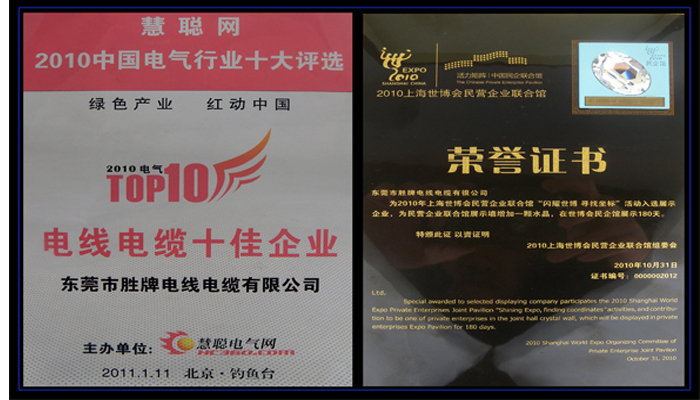 慧聪网
2010中国电气行业十大评选
绿色产业 红动中国
2010 电气
TOP10
电线电缆十佳企业
东莞市胜牌电线电缆有限公司
主办单位: 慧聪电气网
HC360.com
2011.1.11 北京·钓鱼台
EXPO
2010
SHANGHAI CHINA
活力矩阵|中国民企联合馆
The Chinese Private Enterprise Pavilion
2010上海世博会民营企业联合馆
民企馆
荣誉证书
东莞市胜牌电线电缆有限公司
为2010年上海世博会民营企业联合馆“闪耀世博 寻找坐标”活动入选展示
企业，为民营企业联合馆展示墙增加一颗水晶，在世博会民企馆展示180天。
特颁此证 以资证明
2010上海世博会民营企业联合馆组委会
2010年10月31日
证书编号：0000002012
Ltd.
Special awarded to selected displaying company participates the 2010 Shanghai World
Expo Private Enterprises Joint Pavilion "Shining Expo, finding coordinates"activities, and contribu-
tion to be one of private enterprises in the joint hall crystal wall, which will be displayed in private
enterprises Expo Pavilion for 180 days.
2010 Shanghai World Expo Organizing Committee of
Private Enterprise Joint Pavilion
October 31, 2010